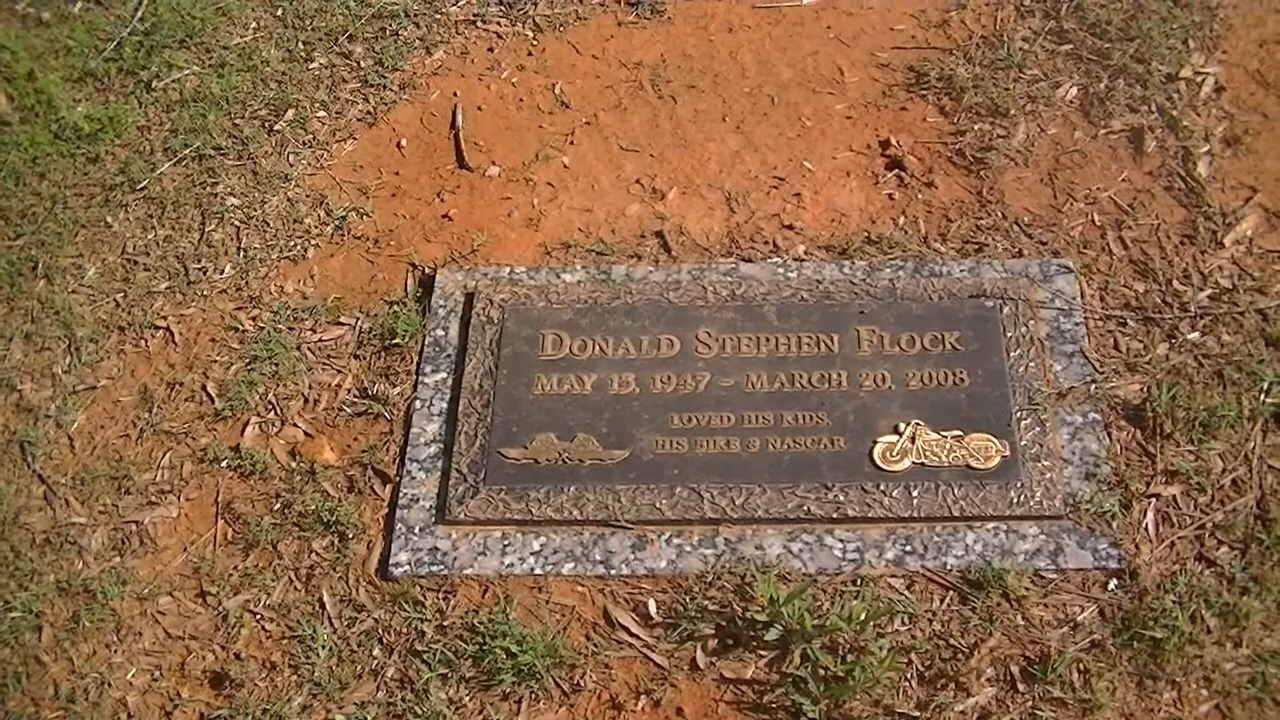 DONALD STEPHEN FLOCK
MAY 15, 1947 - MARCH 20, 2008
LOVED HIS KIDS,
HIS BIKE & NASCAR